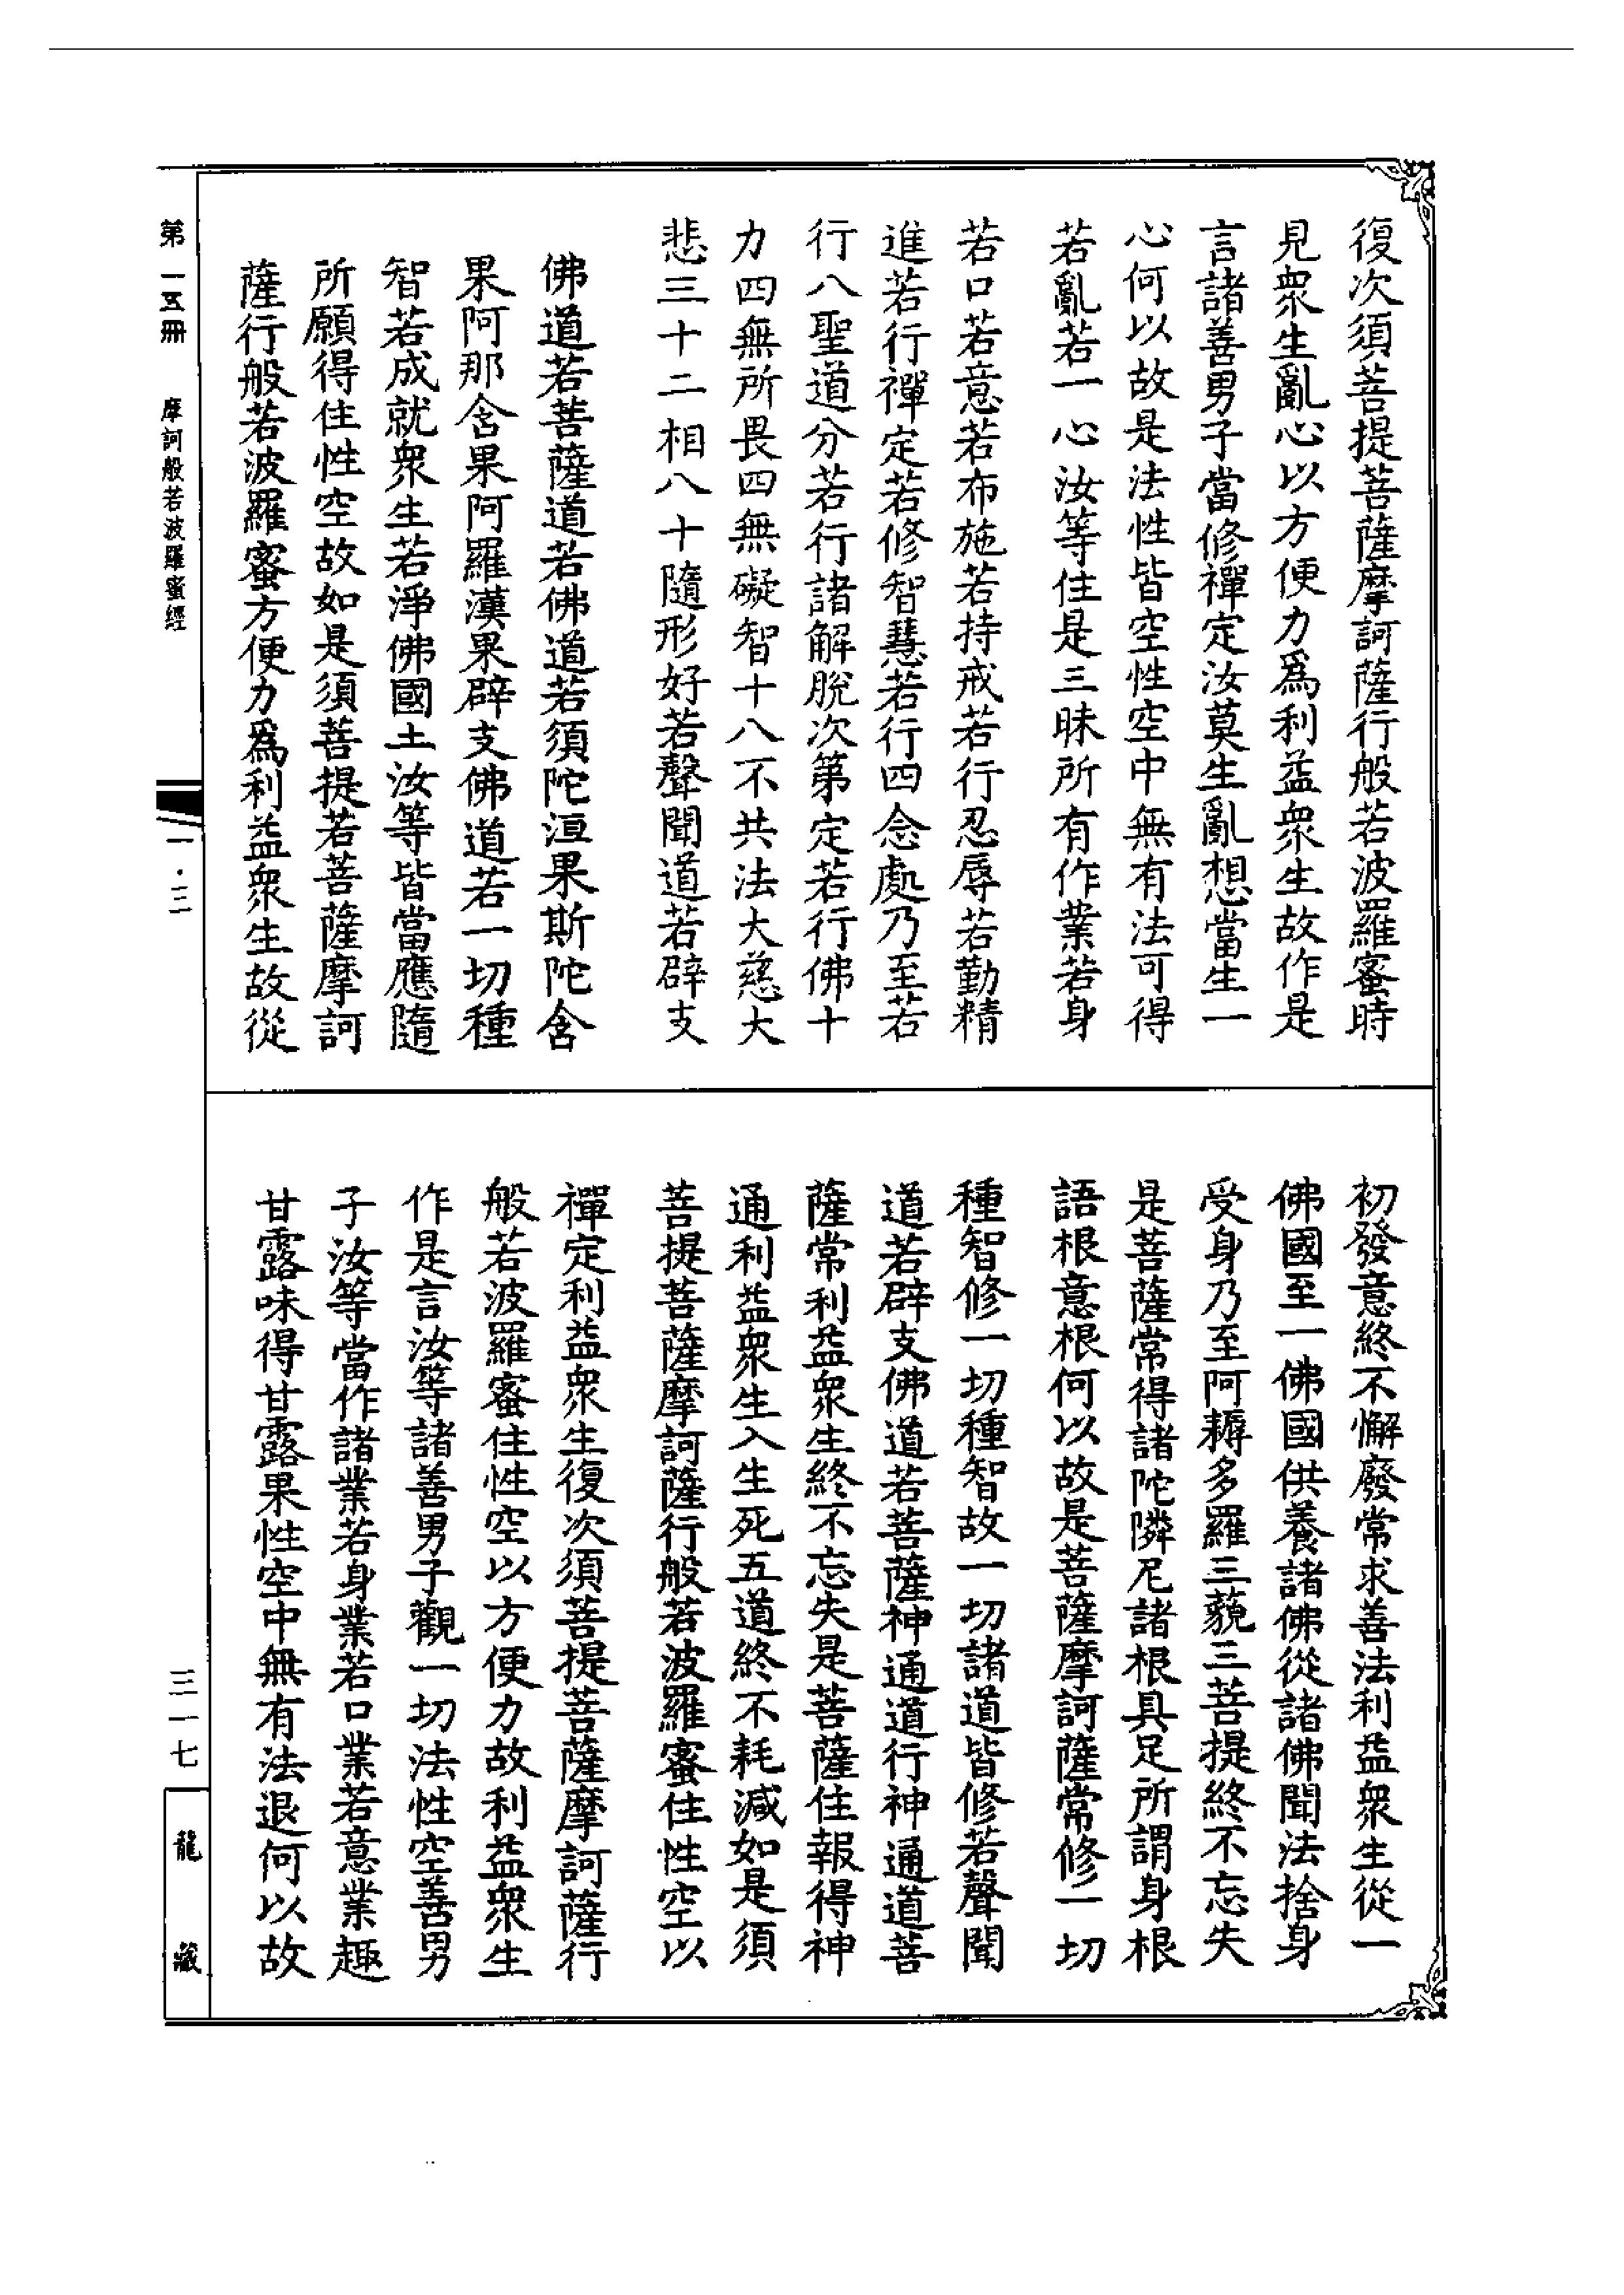 復次須菩提菩薩摩訶薩行般若波羅蜜時
見衆生亂心以方便力爲利益衆生故作是
言諸善男子當修禪定汝莫生亂想當生一
心何以故是法性皆空性空中無有法可得
若亂若一心汝等住是三昧所有作業若身
若口若意若布施若持戒若行忍辱若勤精
進若行禪定若修智慧若行四念處乃至若
行八聖道分若行諸解脫次第定若行佛十
力四無所畏四無礙智十八不共法大慈大
悲三十二相八十隨形好若聲聞道若辟支
佛道若菩薩道若佛道若須陀洹果斯陀含
果阿那含果阿羅漢果辟支佛道若一切種
智若成就衆生若淨佛國土汝等皆當應隨
所願得住性空故如是須菩提若菩薩摩訶
薩行般若波羅蜜方便力爲利益衆生故從
初發意終不懈廢常求善法利益衆生從一
佛國至一佛國供養諸佛從諸佛聞法捨身
受身乃至阿耨多羅三藐三菩提終不忘失
是菩薩常得諸陀隣尼諸根具足所謂身根
語根意根何以故是菩薩摩訶薩常修一切
種智修一切種智故一切諸道皆修若聲聞
道若辟支佛道若菩薩神通道行神通道菩
薩常利益衆生終不忘失是菩薩住報得神
通利益衆生入生死五道終不耗減如是須
菩提菩薩摩訶薩行般若波羅蜜住性空以
禪定利益衆生復次須菩提菩薩摩訶薩行
般若波羅蜜住性空以方便力故利益衆生
作是言汝等諸善男子觀一切法性空善男
子汝等當作諸業若身業若口業若意業趣
甘露味得甘露果性空中無有法退何以故
第一五冊 摩訶般若波羅蜜經
一·三
三一七
龍藏